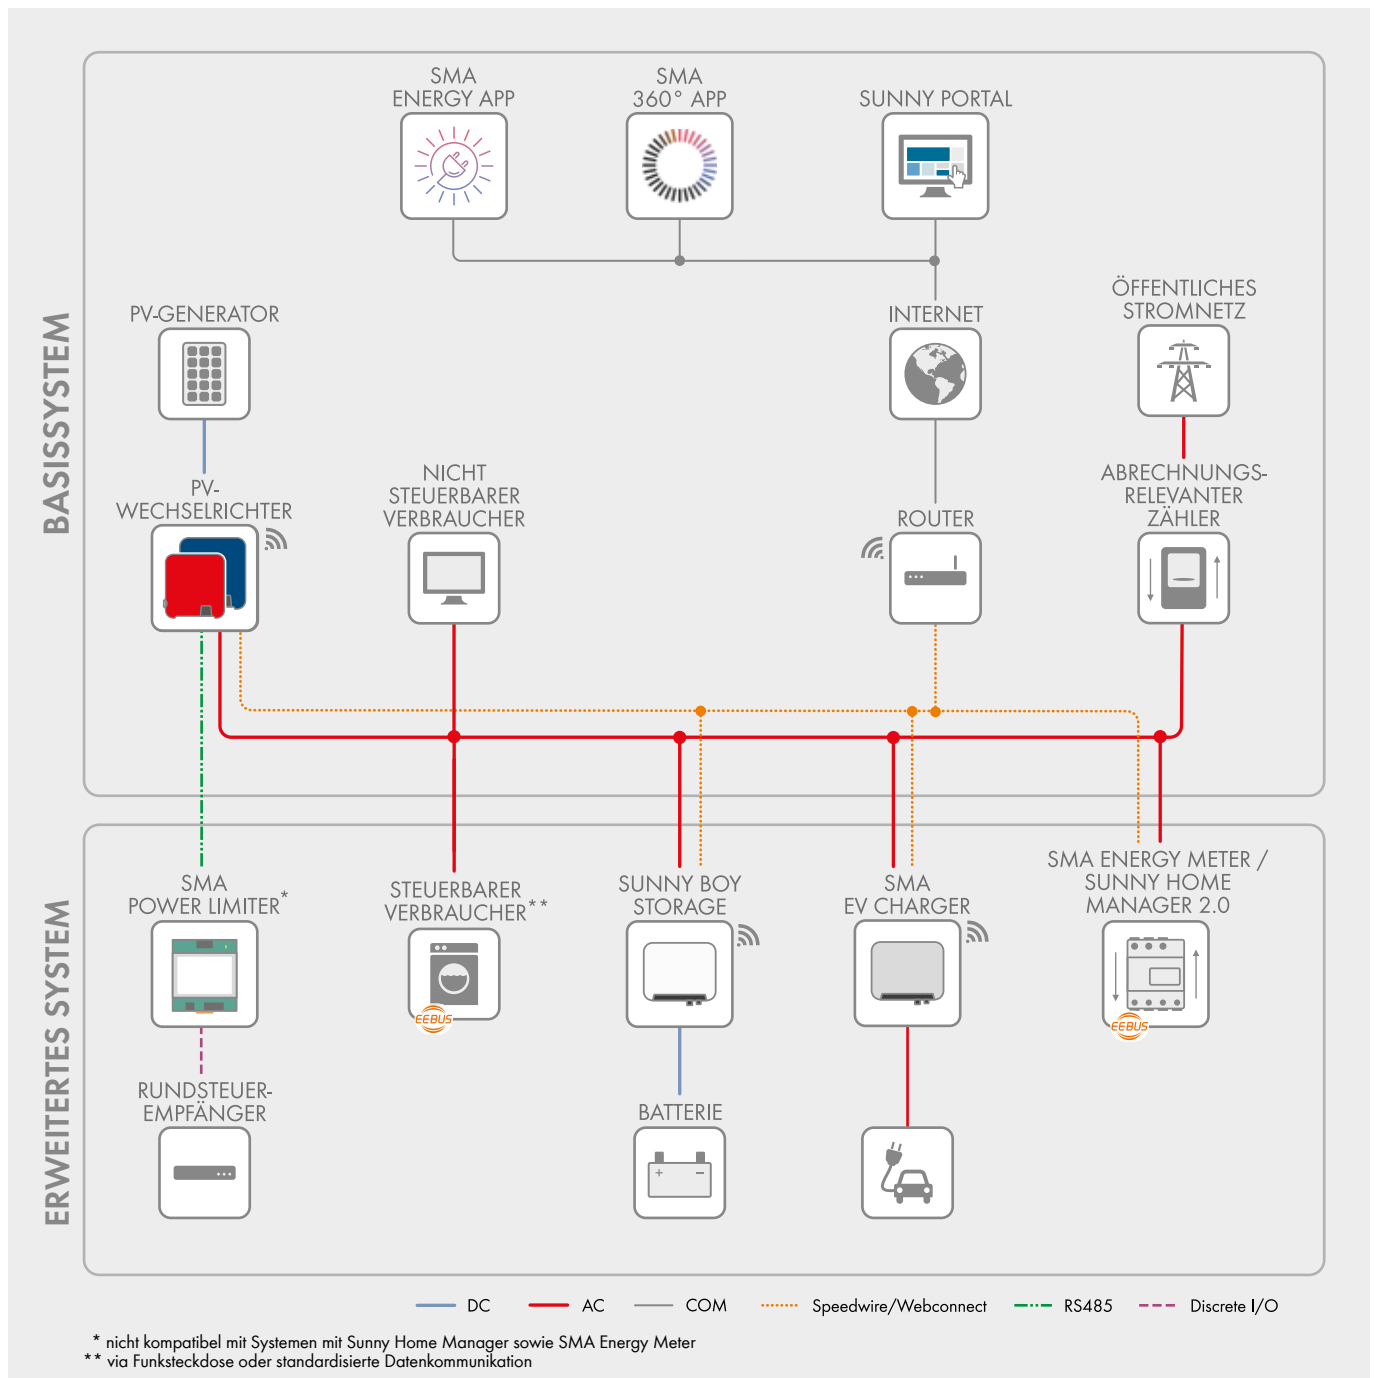 BASISSYSTEM
SMA
ENERGY APP
SMA
360° APP
SUNNY PORTAL
PV-GENERATOR
INTERNET
ÖFFENTLICHES
STROMNETZ
PV-
WECHSELRICHTER
NICHT
STEUERBARER
VERBRAUCHER
ROUTER
ABRECHNUNGS-
RELEVANTER
ZÄHLER
ERWEITERTES SYSTEM
SMA
POWER LIMITER*
STEUERBARER
VERBRAUCHER**
EEBUS
SUNNY BOY
STORAGE
SMA
EV CHARGER
SMA ENERGY METER /
SUNNY HOME
MANAGER 2.0
EEBUS
RUNDSTEUER-
EMPFÄNGER
BATTERIE
+ –
DC AC COM Speedwire/Webconnect RS485 Discrete I/O
* nicht kompatibel mit Systemen mit Sunny Home Manager sowie SMA Energy Meter
** via Funksteckdose oder standardisierte Datenkommunikation